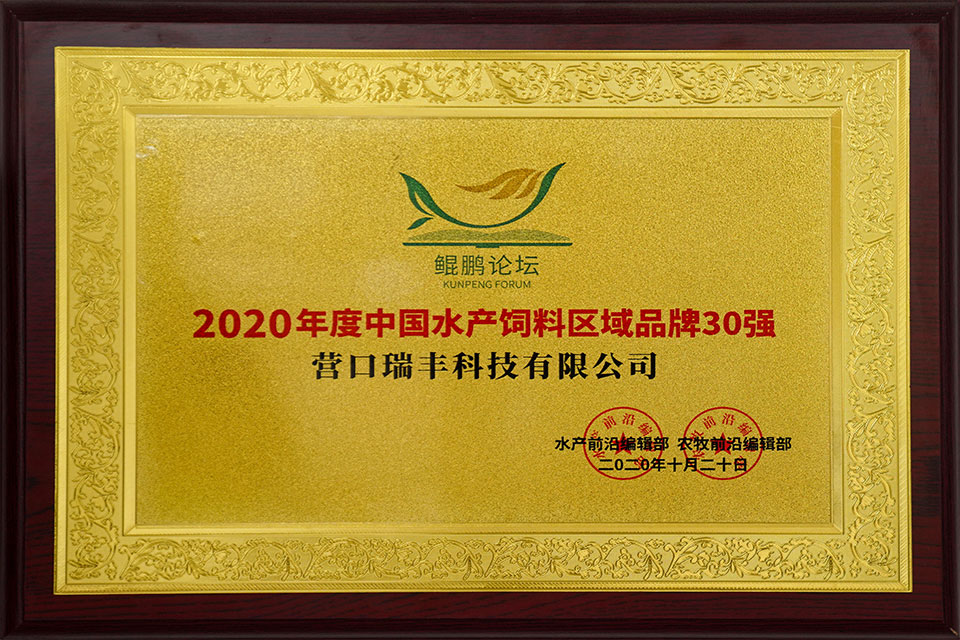 鲲鹏论坛
KUNPENG FORUM
2020年度中国水产饲料区域品牌30强
营口瑞丰科技有限公司
水产前沿编辑部 农牧前沿编辑部
二〇二〇年十月二十日